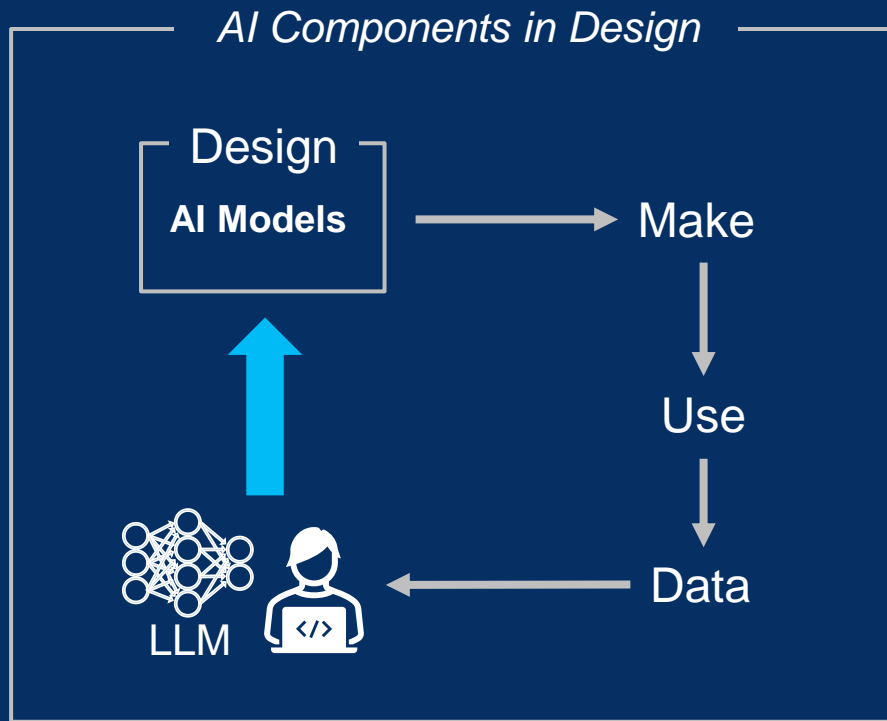 AI Components in Design
Design
AI Models
Make
Use
Data
</>
LLM